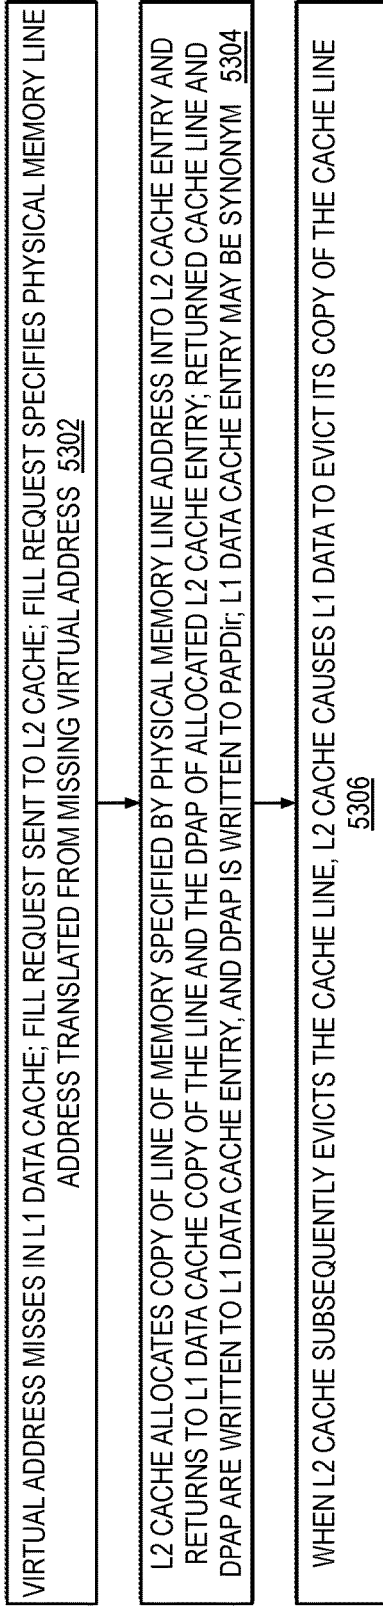 VIRTUAL ADDRESS MISSES IN L1 DATA CACHE; FILL REQUEST SENT TO L2 CACHE; FILL REQUEST SPECIFIES PHYSICAL MEMORY LINE
ADDRESS TRANSLATED FROM MISSING VIRTUAL ADDRESS 5302
L2 CACHE ALLOCATES COPY OF LINE OF MEMORY SPECIFIED BY PHYSICAL MEMORY LINE ADDRESS INTO L2 CACHE ENTRY AND
RETURNS TO L1 DATA CACHE COPY OF THE LINE AND THE DPAP OF ALLOCATED L2 CACHE ENTRY; RETURNED CACHE LINE AND
DPAP ARE WRITTEN TO L1 DATA CACHE ENTRY, AND DPAP IS WRITTEN TO PAPDir; L1 DATA CACHE ENTRY MAY BE SYNONYM 5304
WHEN L2 CACHE SUBSEQUENTLY EVICTS THE CACHE LINE, L2 CACHE CAUSES L1 DATA TO EVICT ITS COPY OF THE CACHE LINE
5306